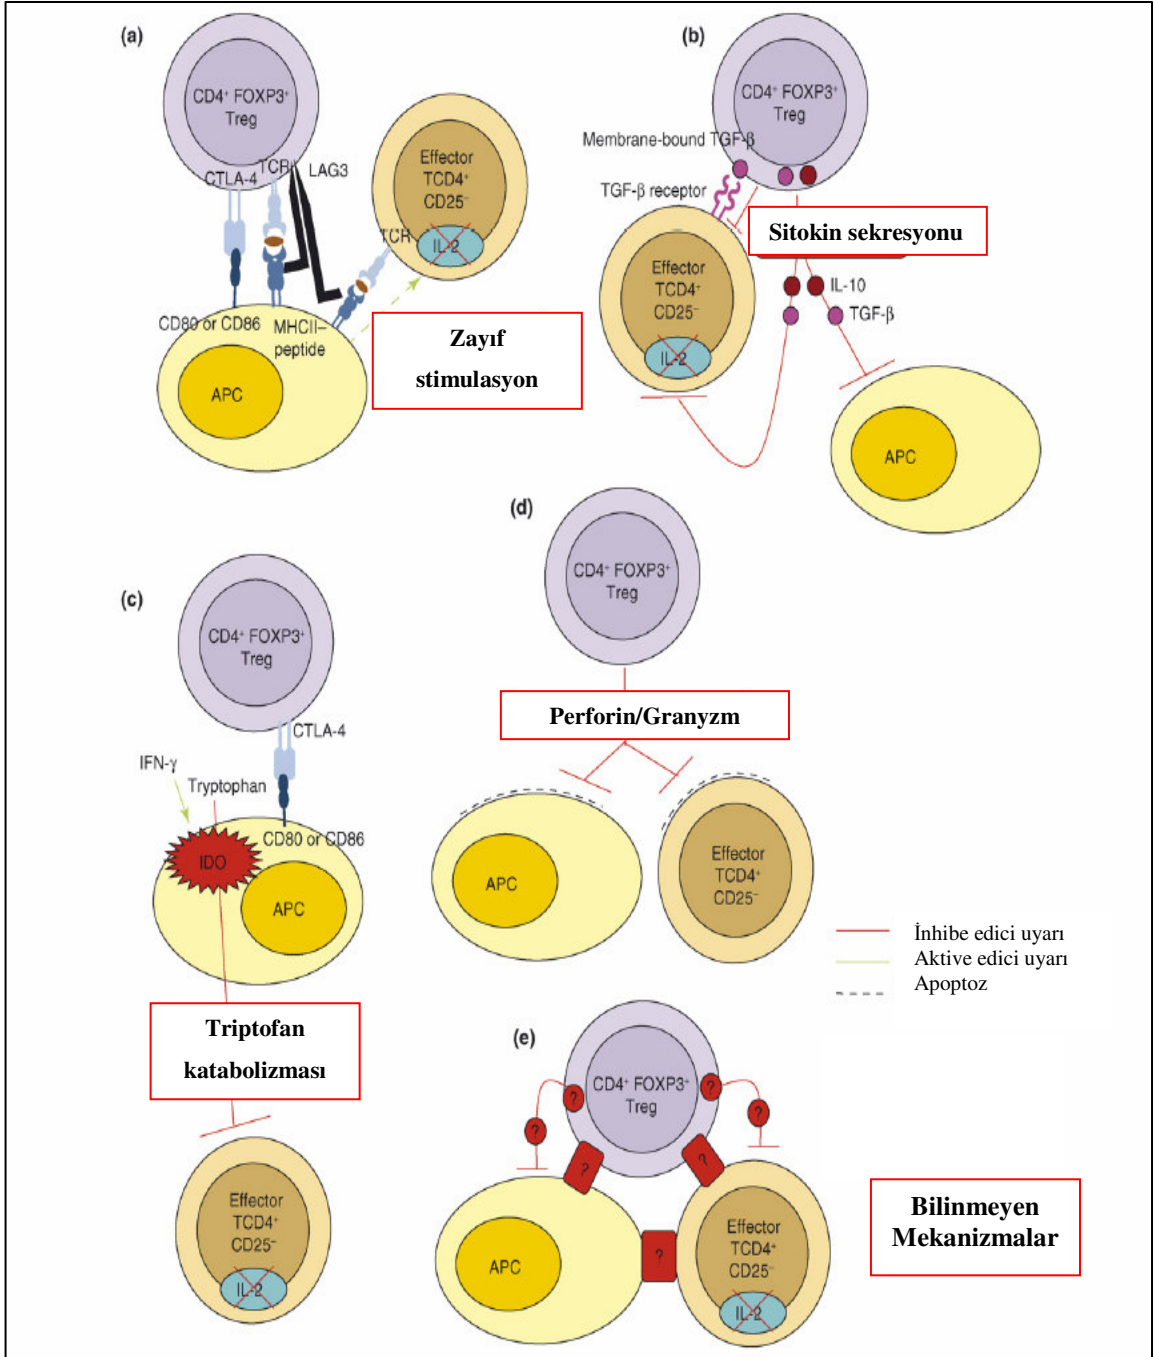 (a)
CD4+ FOXP3+
Treg
CTLA-4
TCR
LAG3
Effector
TCD4+
CD25–
TCR
IL-2
CD80 or CD86
MHCII–
peptide
APC
Zayıf
stimulasyon
(b)
CD4+ FOXP3+
Treg
Membrane-bound TGF-β
TGF-β receptor
Sitokin sekresyonu
Effector
TCD4+
CD25–
IL-2
IL-10
TGF-β
APC
(c)
CD4+ FOXP3+
Treg
CTLA-4
IFN-γ
Tryptophan
CD80 or CD86
IDO
APC
Triptofan
katabolizması
Effector
TCD4+
CD25–
IL-2
(d)
CD4+ FOXP3+
Treg
Perforin/Granyzm
APC
Effector
TCD4+
CD25–
İnhibe edici uyarı
Aktive edici uyarı
Apoptoz
(e)
CD4+ FOXP3+
Treg
?
?
?
?
?
?
?
APC
Effector
TCD4+
CD25–
IL-2
Bilinmeyen
Mekanizmalar